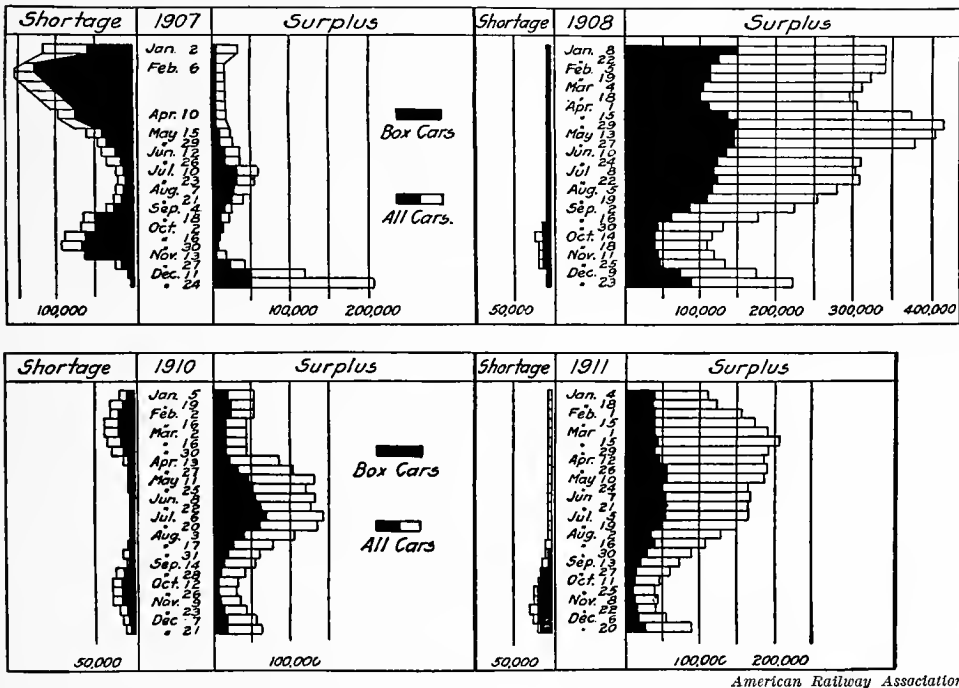 Shortage 1907 Surplus
Jan. 2
Feb. 6
Apr. 10
May 15
" 29
Jun. 12
" 26
Jul. 10
" 23
Aug. 7
" 21
Sep. 4
" 18
Oct. 2
" 16
" 30
Nov. 13
" 27
Dec. 11
" 24
Box Cars
All Cars.
100,000 100,000 200,000
Shortage 1908 Surplus
Jan. 8
" 22
Feb. 5
" 19
Mar 4
" 18
Apr. 1
" 15
" 29
May 13
" 27
Jun. 10
" 24
Jul 8
" 22
Aug. 5
" 19
Sep. 2
" 16
" 30
Oct. 14
" 18
Nov. 11
" 25
Dec. 9
" 23
50,000 100,000 200,000 300,000 400,000
Shortage 1910 Surplus
Jan. 5
" 19
Feb. 2
" 16
Mar. 2
" 16
" 30
Apr. 13
" 27
May 11
" 25
Jun. 8
" 22
Jul. 6
" 20
Aug. 3
" 17
" 31
Sep. 14
" 28
Oct. 12
" 26
Nov. 9
" 23
Dec. 7
" 21
Box Cars
All Cars
50,000 100,000
Shortage 1911 Surplus
Jan. 4
" 18
Feb. 1
" 15
Mar 1
" 15
" 29
Apr. 12
" 26
May 10
" 24
Jun 7
" 21
Jul. 5
" 19
Aug. 2
" 16
" 30
Sep. 13
" 27
Oct. 11
" 25
Nov. 8
" 22
Dec. 6
" 20
50,000 100,000 200,000
American Railway Association